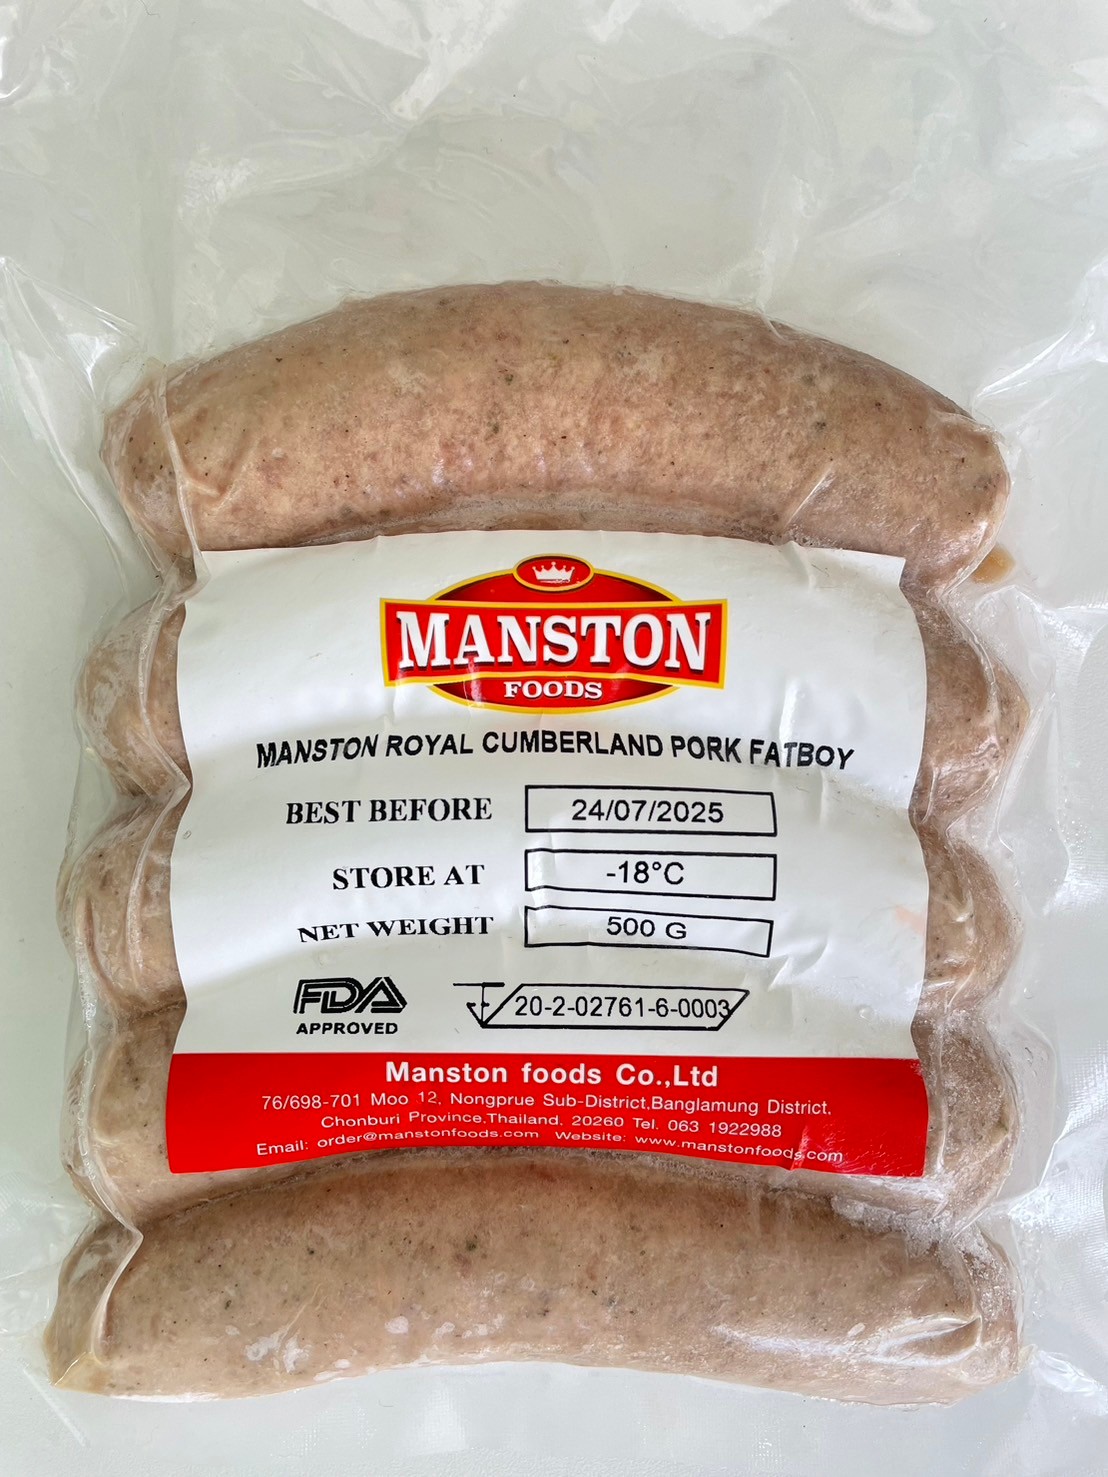 MANSTON
FOODS
MANSTON ROYAL CUMBERLAND PORK FATBOY
BEST BEFORE 24/07/2025
STORE AT -18°C
NET WEIGHT 500 G
FDA
APPROVED
20-2-02761-6-0003
Manston foods Co.,Ltd
76/698-701 Moo 12, Nongprue Sub-District,Banglamung District,
Chonburi Province,Thailand. 20260 Tel. 063 1922988
Email: order@manstonfoods.com Website: www.manstonfoods.com